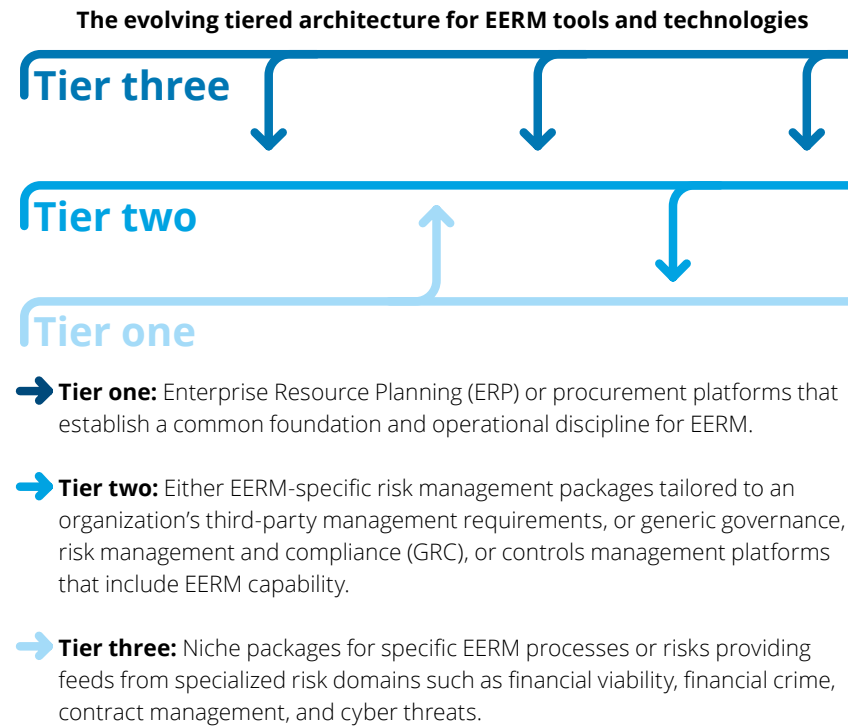 The evolving tiered architecture for EERM tools and technologies
Tier three
Tier two
Tier one
Tier one: Enterprise Resource Planning (ERP) or procurement platforms that
establish a common foundation and operational discipline for EERM.
Tier two: Either EERM-specific risk management packages tailored to an
organization’s third-party management requirements, or generic governance,
risk management and compliance (GRC), or controls management platforms
that include EERM capability.
Tier three: Niche packages for specific EERM processes or risks providing
feeds from specialized risk domains such as financial viability, financial crime,
contract management, and cyber threats.